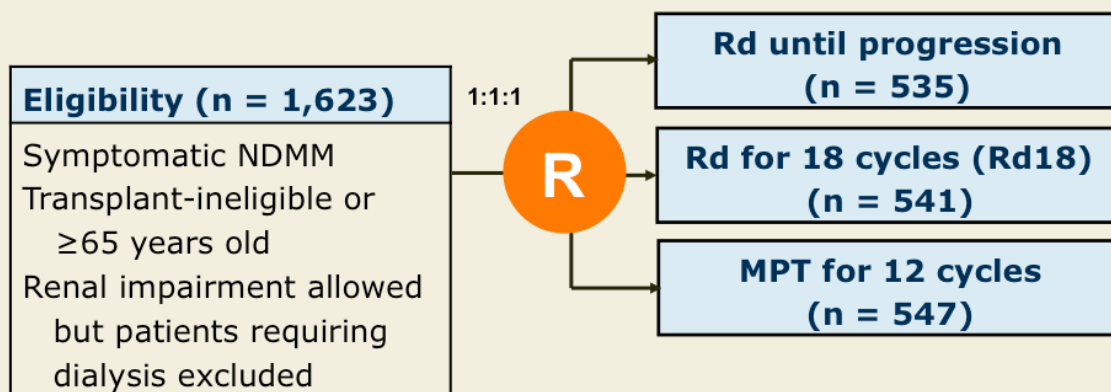 Eligibility (n = 1,623)
Symptomatic NDMM
Transplant-ineligible or
≥65 years old
Renal impairment allowed
but patients requiring
dialysis excluded
1:1:1
R
Rd until progression
(n = 535)
Rd for 18 cycles (Rd18)
(n = 541)
MPT for 12 cycles
(n = 547)